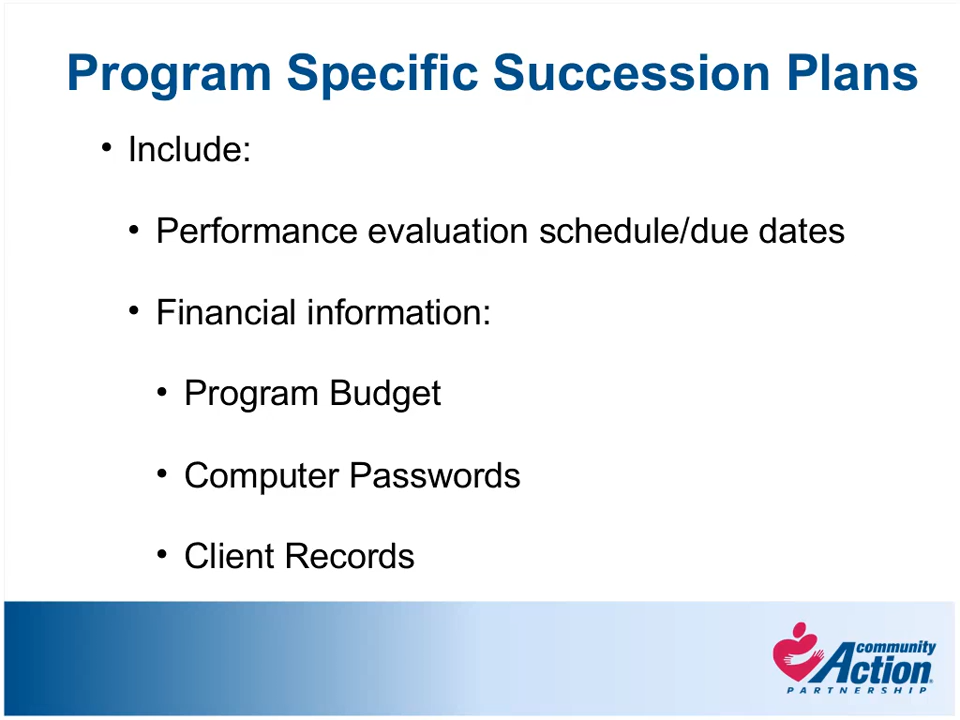 Program Specific Succession Plans
• Include:
• Performance evaluation schedule/due dates
• Financial information:
• Program Budget
• Computer Passwords
• Client Records
community
Action®
PARTNERSHIP